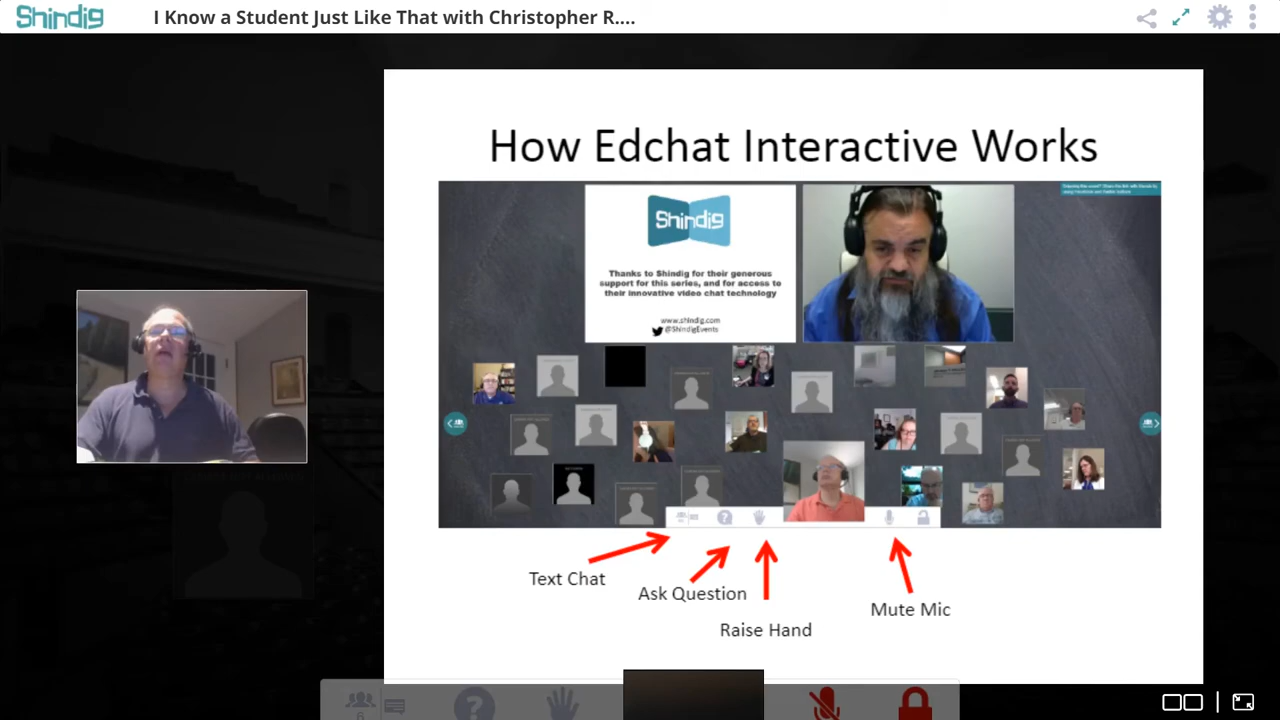 Shindig
I Know a Student Just Like That with Christopher R....
How Edchat Interactive Works
Shindig
Thanks to Shindig for their generous
support for this series, and for access to
their innovative video chat technology
www.shindig.com
@ShindigEvents
Text Chat
Ask Question
Raise Hand
Mute Mic
6